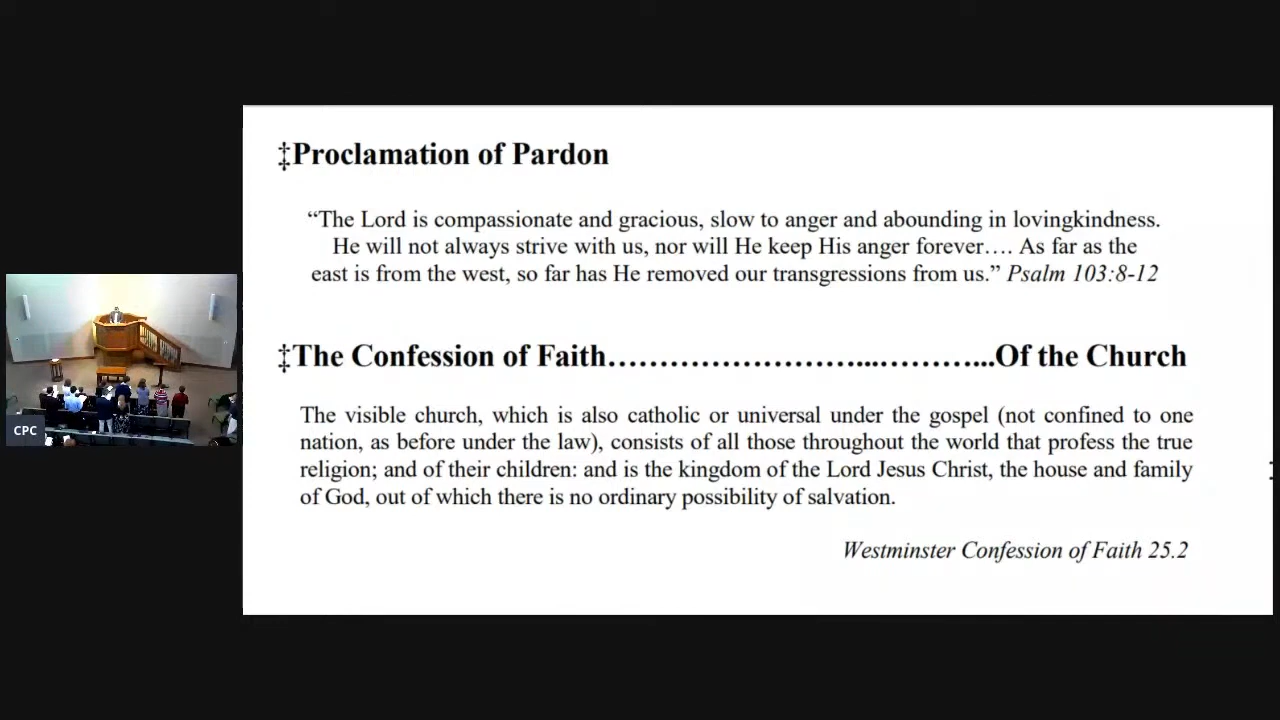 ‡Proclamation of Pardon
“The Lord is compassionate and gracious, slow to anger and abounding in lovingkindness.
He will not always strive with us, nor will He keep His anger forever…. As far as the
east is from the west, so far has He removed our transgressions from us.” Psalm 103:8-12
‡The Confession of Faith……………………...………...Of the Church
The visible church, which is also catholic or universal under the gospel (not confined to one
nation, as before under the law), consists of all those throughout the world that profess the true
religion; and of their children: and is the kingdom of the Lord Jesus Christ, the house and family
of God, out of which there is no ordinary possibility of salvation.
Westminster Confession of Faith 25.2
CPC